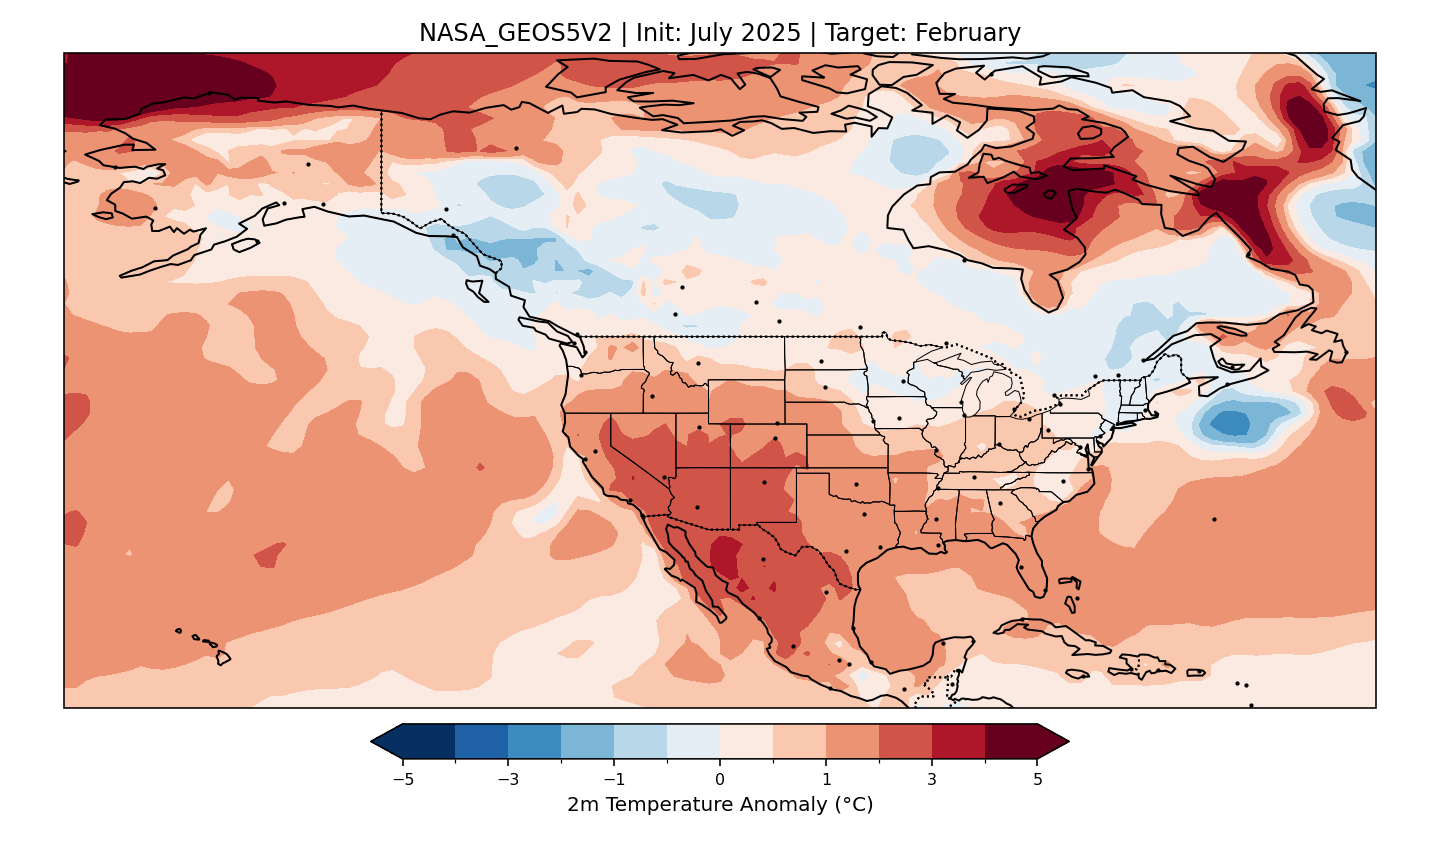 NASA_GEOS5V2 | Init: July 2025 | Target: February
−5 −3 −1 0 1 3 5
2m Temperature Anomaly (°C)